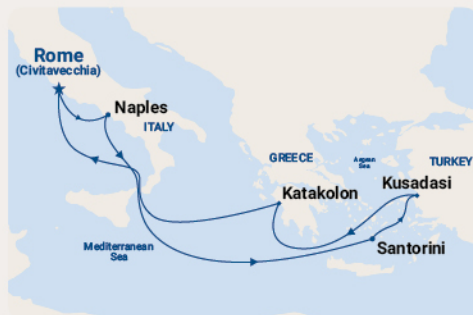 Rome
(Civitavecchia)
Naples
ITALY
GREECE
Aegean
Sea
TURKEY
Katakolon
Kusadasi
Mediterranean
Sea
Santorini